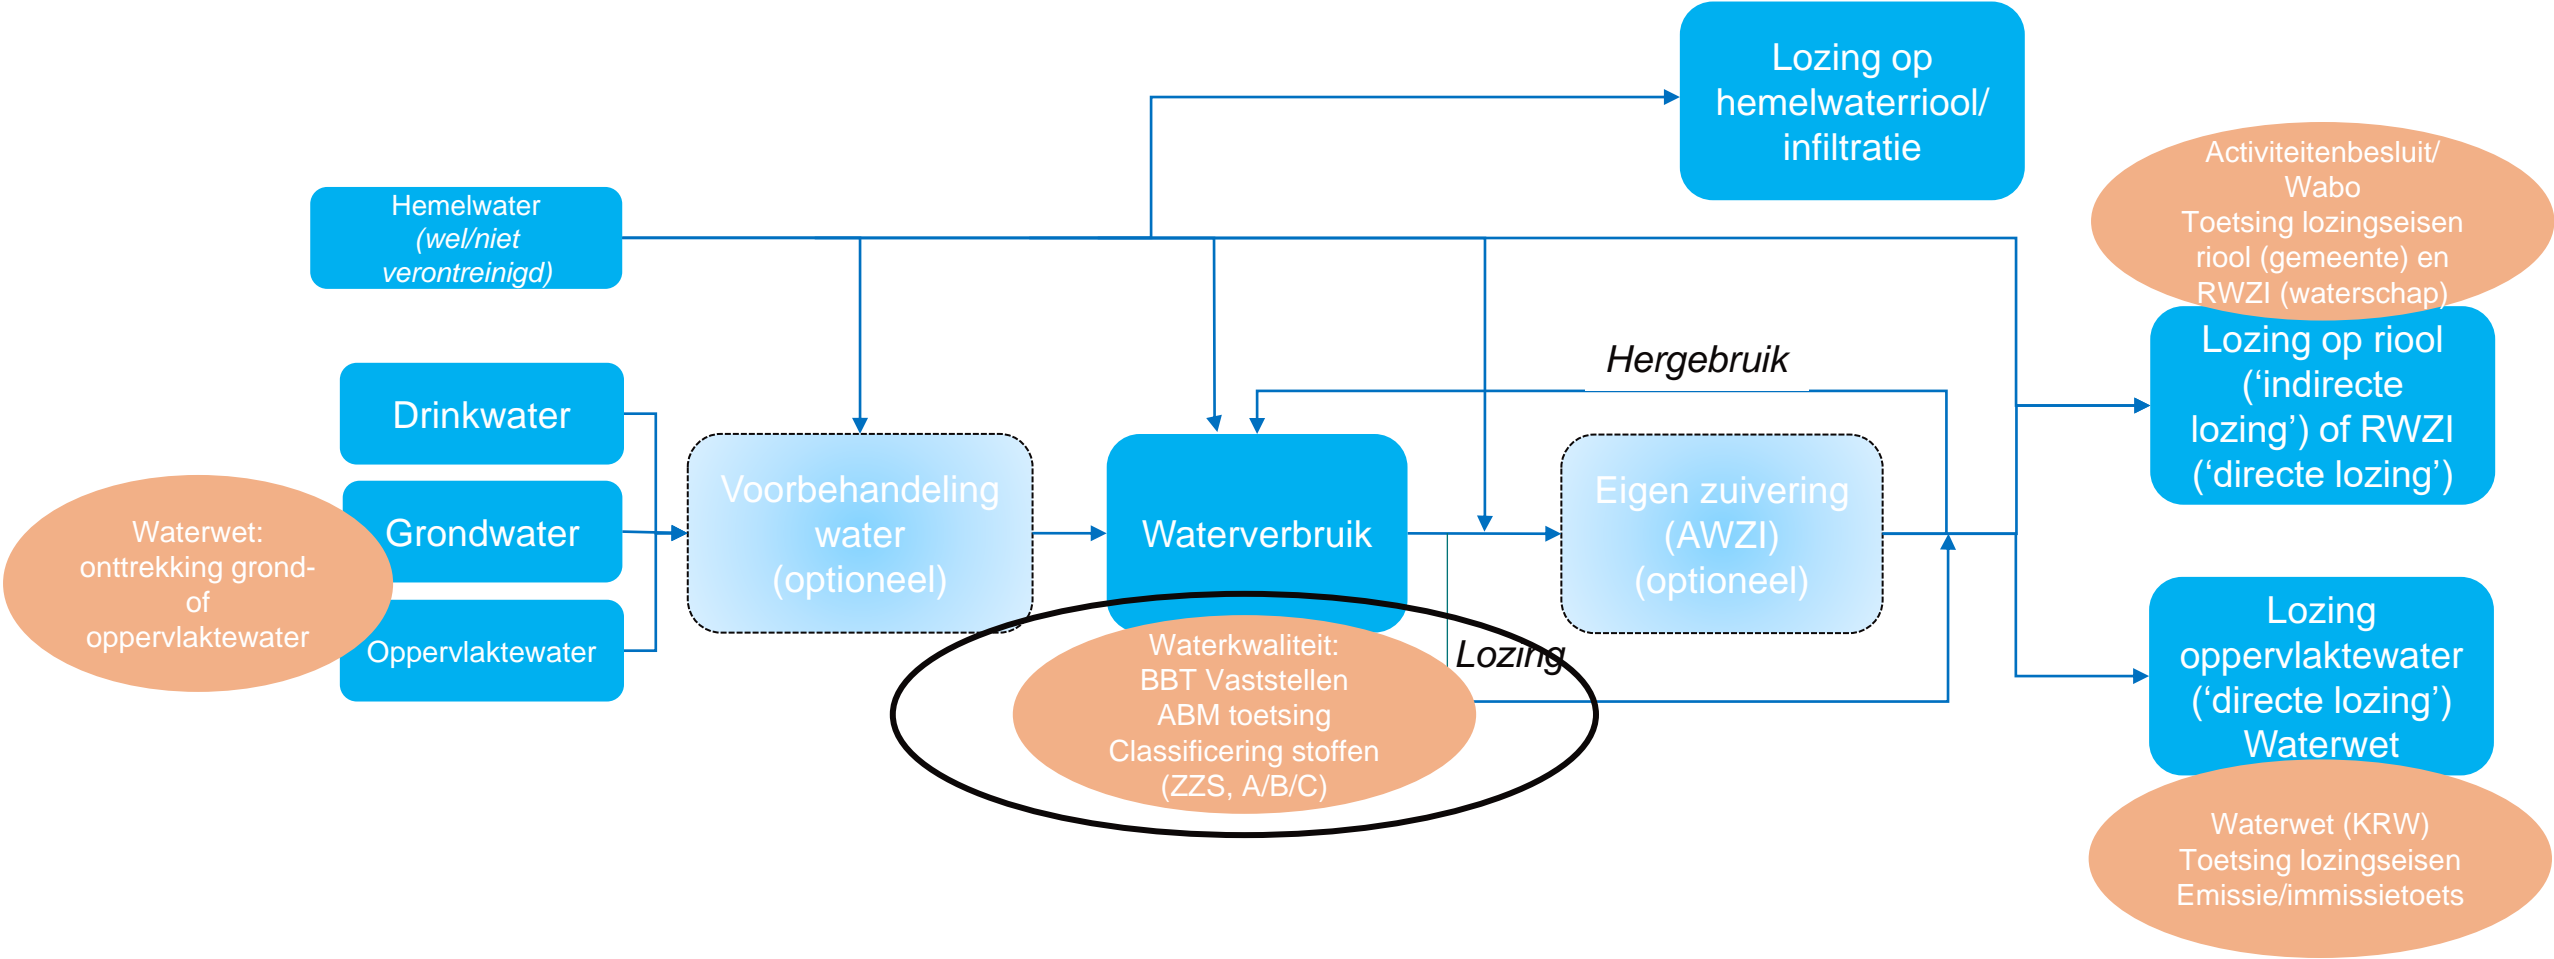 Lozing op
hemelwaterriool/
infiltratie
Activiteitenbesluit/
Wabo
Toetsing lozingseisen
riool (gemeente) en
RWZI (waterschap)
Hemelwater
(wel/niet
verontreinigd)
Hergebruik
Lozing op riool
(‘indirecte
lozing’) of RWZI
(‘directe lozing’)
Drinkwater
Grondwater
Oppervlaktewater
Waterwet:
onttrekking grond-
of
oppervlaktewater
Voorbehandeling
water
(optioneel)
Waterverbruik
Eigen zuivering
(AWZI)
(optioneel)
Lozing
Waterkwaliteit:
BBT Vaststellen
ABM toetsing
Classificering stoffen
(ZZS, A/B/C)
Lozing
oppervlaktewater
(‘directe lozing’)
Waterwet
Waterwet (KRW)
Toetsing lozingseisen
Emissie/immissietoets